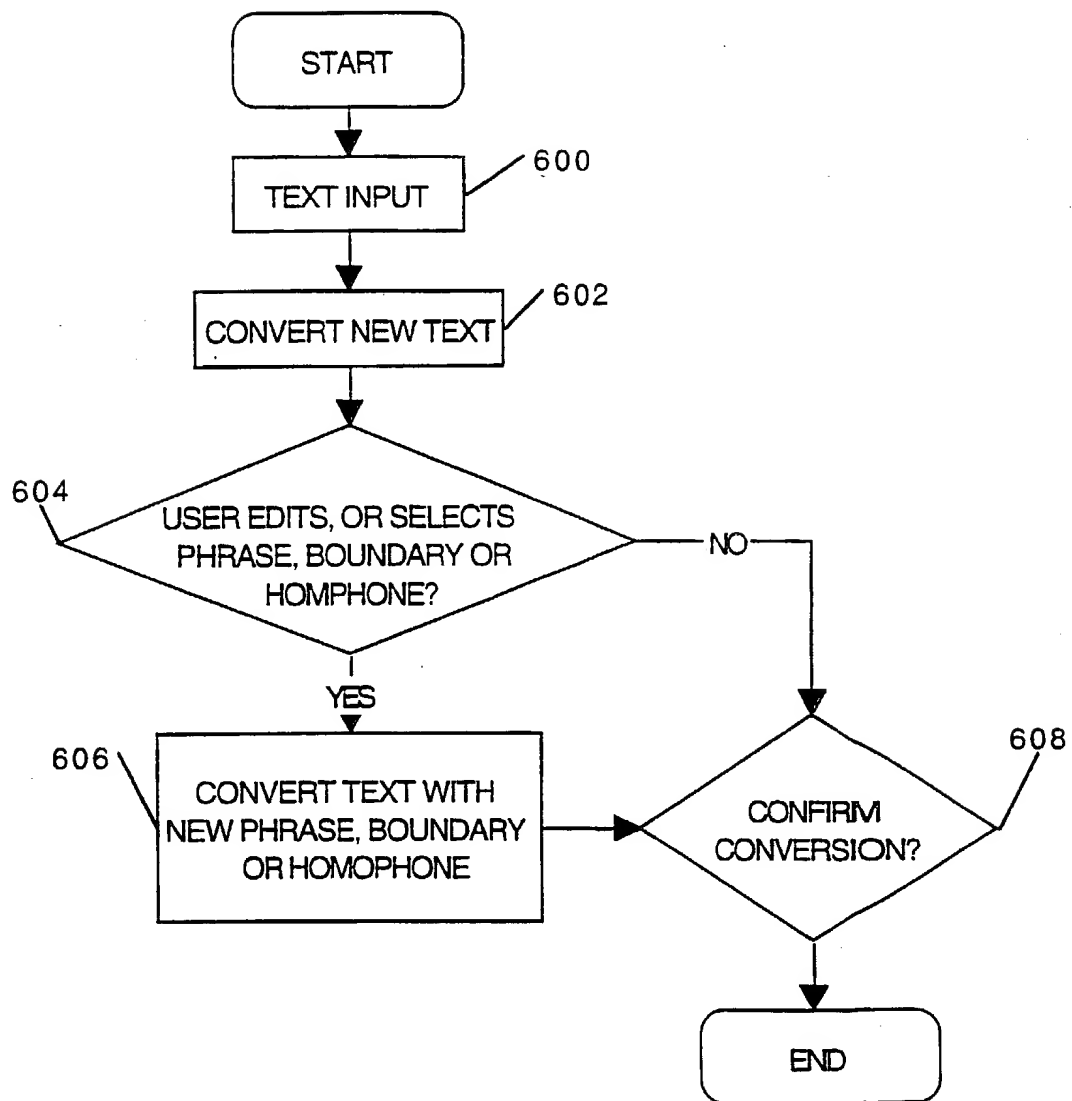 START
600
TEXT INPUT
602
CONVERT NEW TEXT
604
USER EDITS, OR SELECTS
PHRASE, BOUNDARY OR
HOMPHONE?
NO
YES
606
CONVERT TEXT WITH
NEW PHRASE, BOUNDARY
OR HOMOPHONE
608
CONFIRM
CONVERSION?
END